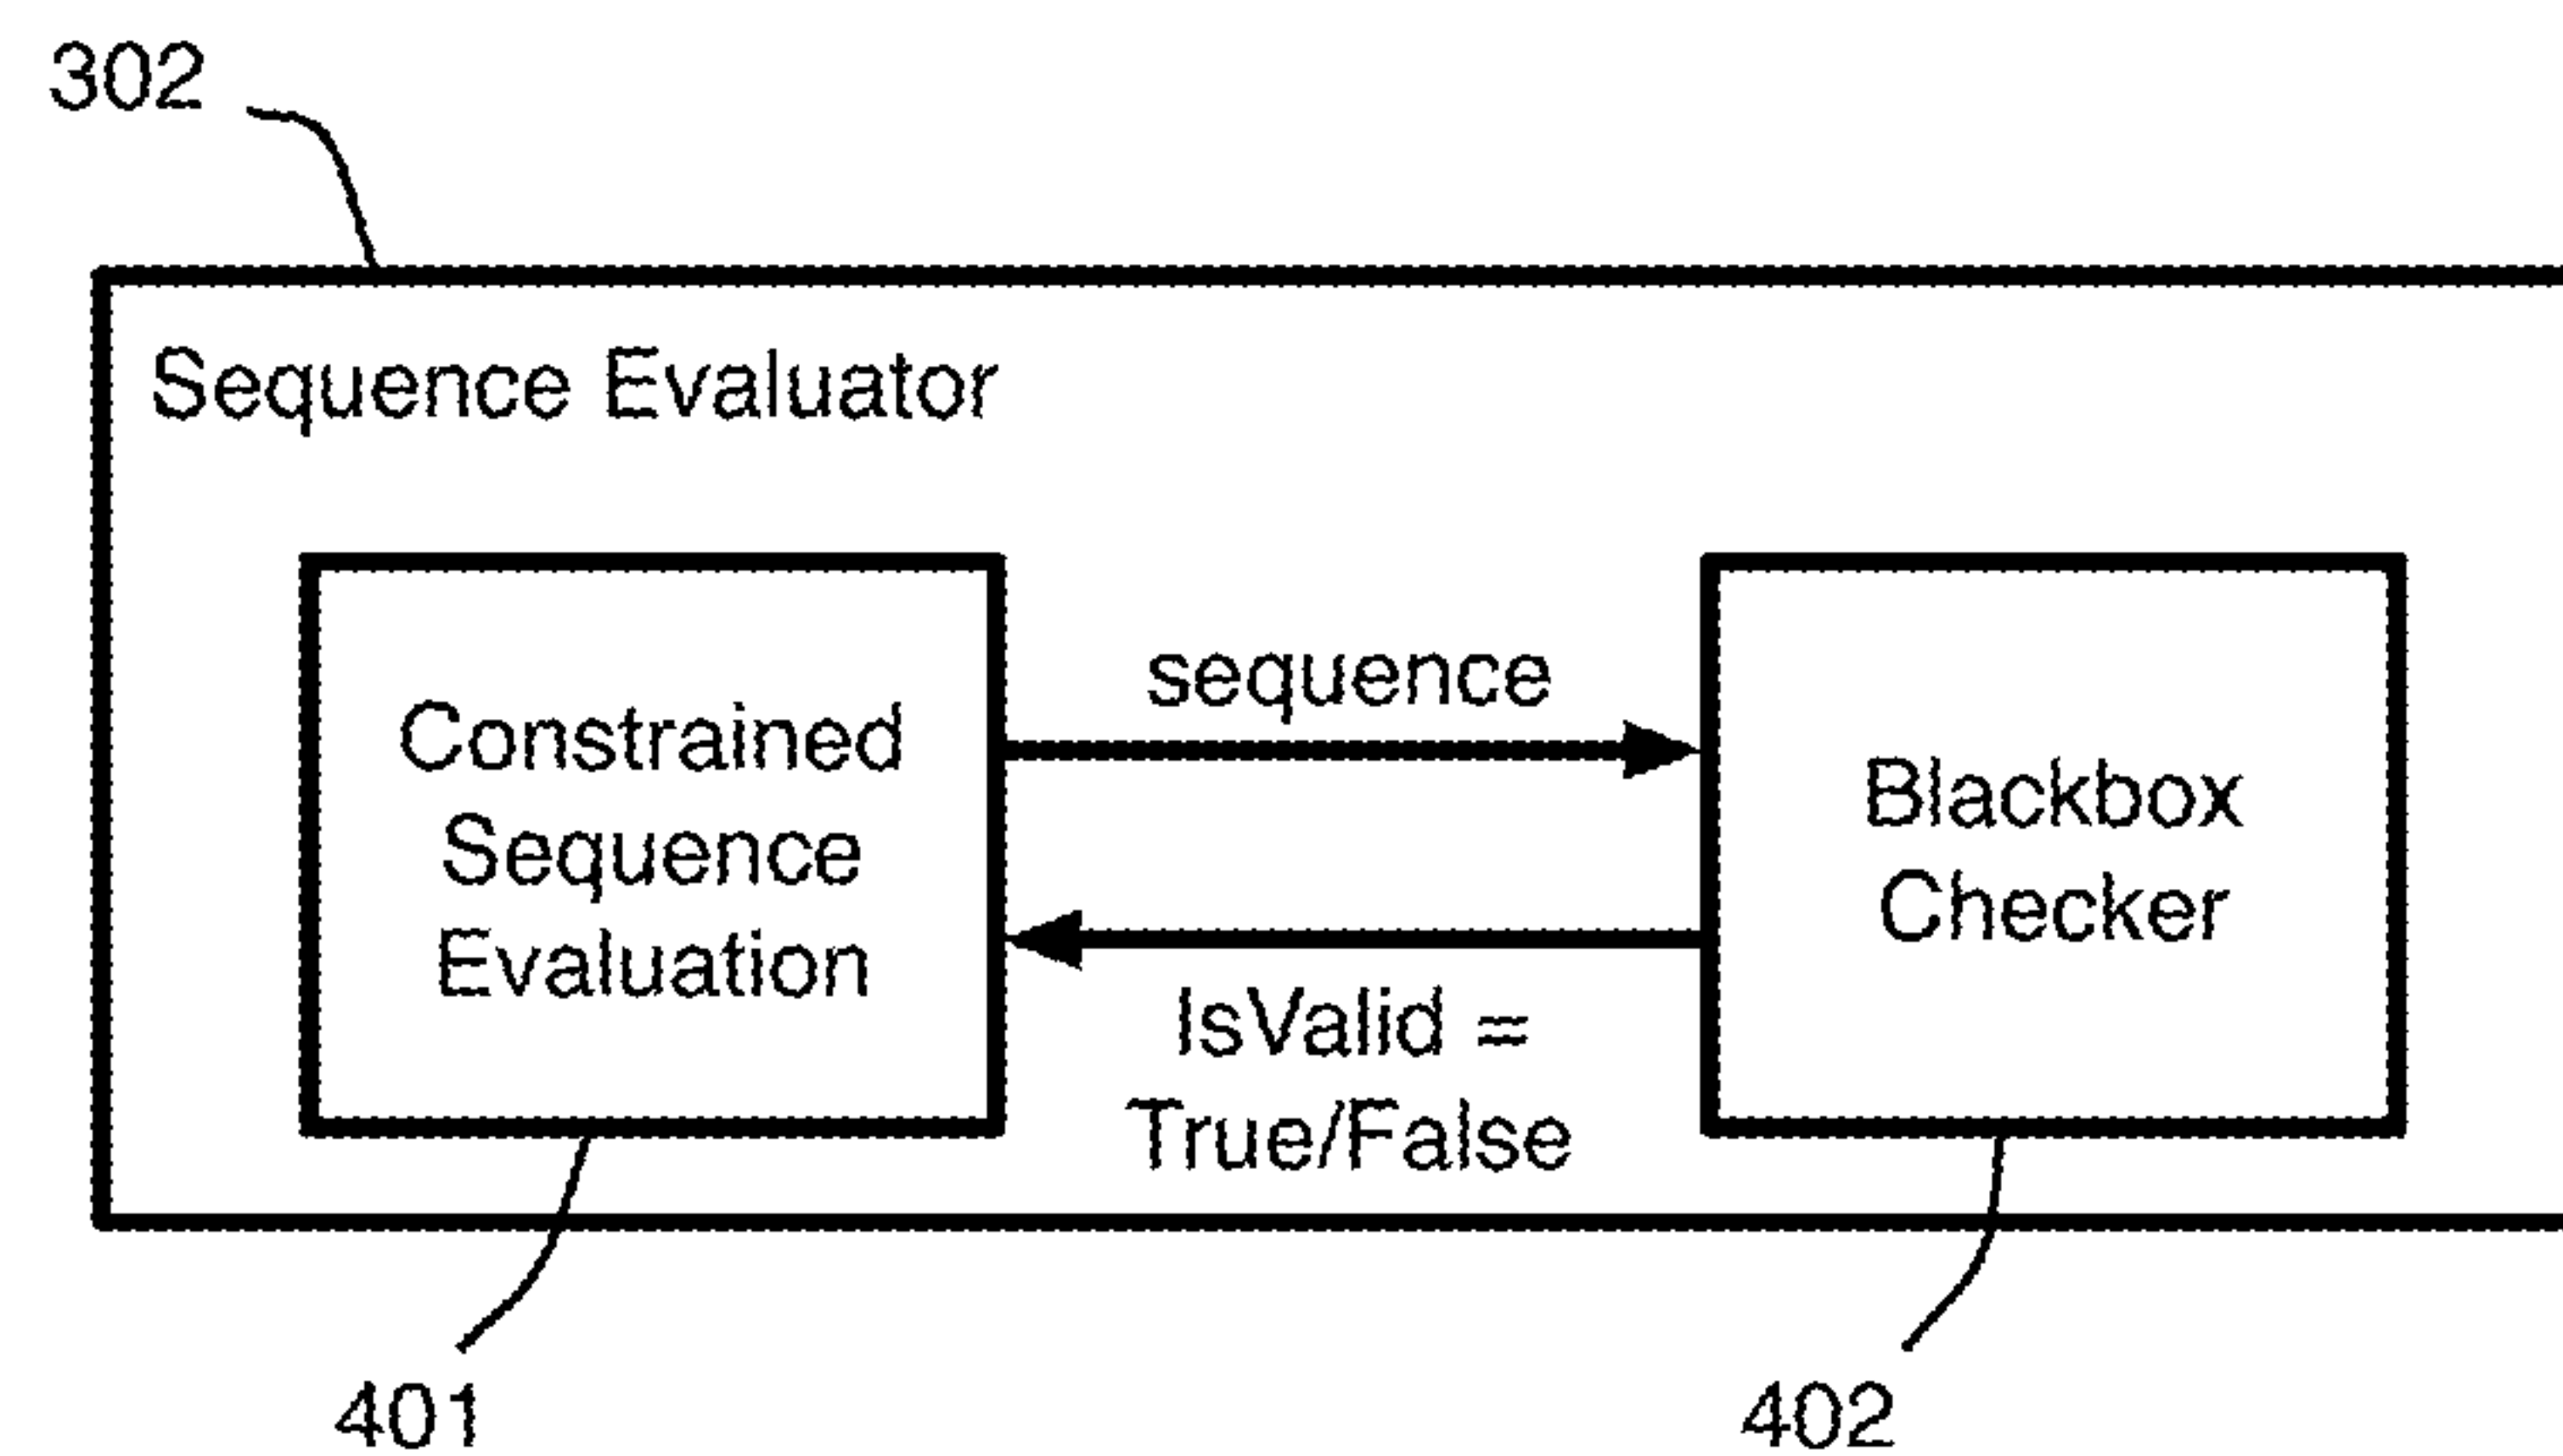 302
Sequence Evaluator
Constrained
Sequence
Evaluation
sequence
IsValid =
True/False
Blackbox
Checker
401
402